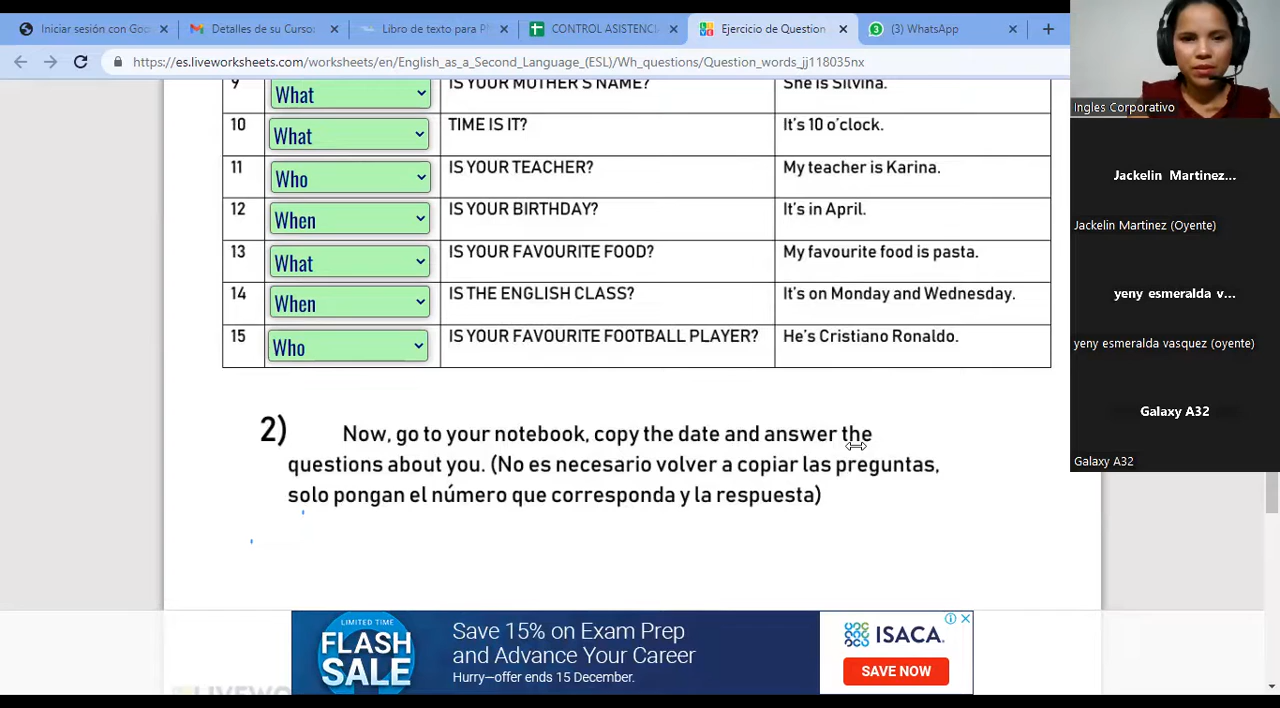 Iniciar sesión con Goo
Detalles de su Curso
Libro de texto para P
CONTROL ASISTENCI
Ejercicio de Question
(3) WhatsApp
https://es.liveworksheets.com/worksheets/en/English_as_a_Second_Language_(ESL)/Wh_questions/Question_words_jj118035nx
9 What IS YOUR MOTHER'S NAME? She is Silvina.
10 What TIME IS IT? It's 10 o'clock.
11 Who IS YOUR TEACHER? My teacher is Karina.
12 When IS YOUR BIRTHDAY? It's in April.
13 What IS YOUR FAVOURITE FOOD? My favourite food is pasta.
14 When IS THE ENGLISH CLASS? It's on Monday and Wednesday.
15 Who IS YOUR FAVOURITE FOOTBALL PLAYER? He's Cristiano Ronaldo.
2) Now, go to your notebook, copy the date and answer the
questions about you. (No es necesario volver a copiar las preguntas,
solo pongan el número que corresponda y la respuesta)
LIMITED TIME
FLASH
SALE
Save 15% on Exam Prep
and Advance Your Career
Hurry—offer ends 15 December.
ISACA.
SAVE NOW
Ingles Corporativo
Jackelin Martinez...
Jackelin Martinez (Oyente)
yeny esmeralda v...
yeny esmeralda vasquez (oyente)
Galaxy A32
Galaxy A32